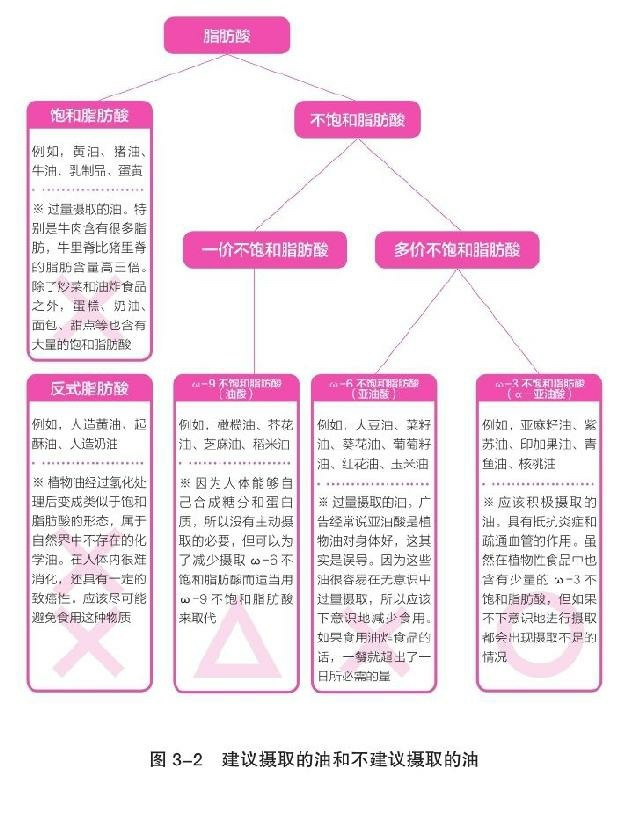 脂肪酸
饱和脂肪酸
不饱和脂肪酸
例如，黄油、猪油、
牛油、乳制品、蛋黄
※ 过量摄取的油。特
别是牛肉含有很多脂
肪，牛里脊比猪里脊
的脂肪含量高三倍。
除了炒菜和油炸食品
之外，蛋糕、奶油、
面包、甜点等也含有
大量的饱和脂肪酸
一价不饱和脂肪酸
多价不饱和脂肪酸
反式脂肪酸
例如，人造黄油、起
酥油、人造奶油
※ 植物油经过氢化处
理后变成类似于饱和
脂肪酸的形态，属于
自然界中不存在的化
学油。在人体内很难
消化，还具有一定的
致癌性，应该尽可能
避免食用这种物质
ω-9 不饱和脂肪酸
（油酸）
例如，橄榄油、芥花
油、芝麻油、稻米油
※ 因为人体能够自
己合成糖分和蛋白
质，所以没有主动摄
取的必要，但可以为
了减少摄取 ω-6 不
饱和脂肪酸而适当用
ω-9 不饱和脂肪酸
来取代
ω-6 不饱和脂肪酸
（亚油酸）
例如，大豆油、菜籽
油、葵花油、葡萄籽
油、红花油、玉米油
※ 过量摄取的油，广
告经常说亚油酸是植
物油对身体好，这其
实是误导。因为这些
油很容易在无意识中
过量摄取，所以应该
下意识地减少食用。
如果食用油炸食品的
话，一餐就超出了一
日所必需的量
ω-3 不饱和脂肪酸
（α 亚油酸）
例如，亚麻籽油、紫
苏油、印加果油、青
鱼油、核桃油
※ 应该积极摄取的
油。具有抵抗炎症和
疏通血管的作用。虽
然在植物性食品中也
含有少量的 ω-3 不
饱和脂肪酸，但如果
不下意识地进行摄取
都会出现摄取不足的
情况
图 3-2 建议摄取的油和不建议摄取的油